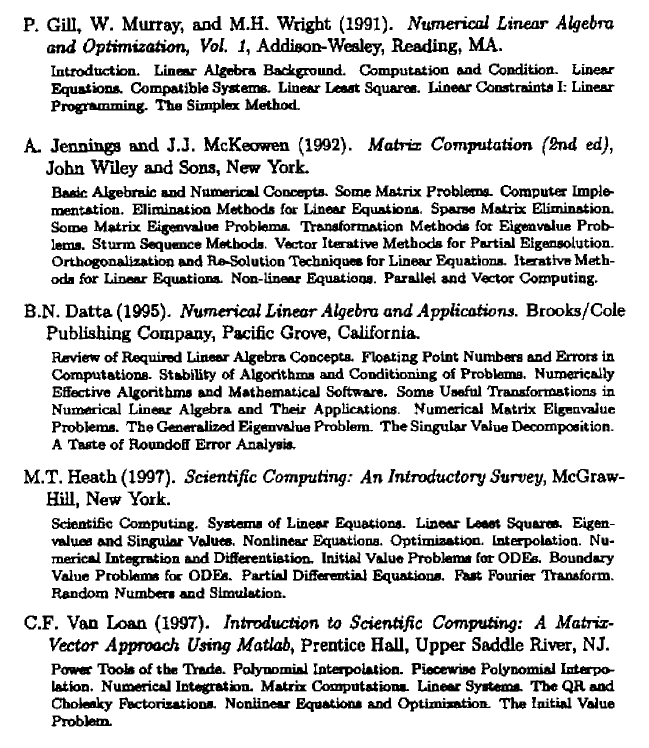 P. Gill, W. Murray, and M.H. Wright (1991). Numerical Linear Algebra
and Optimization, Vol. 1, Addison-Wesley, Reading, MA.
Introduction. Linear Algebra Background. Computation and Condition. Linear
Equations. Compatible Systems. Linear Least Squares. Linear Constraints I: Linear
Programming. The Simplex Method.
A. Jennings and J.J. McKeowen (1992). Matrix Computation (2nd ed),
John Wiley and Sons, New York.
Basic Algebraic and Numerical Concepts. Some Matrix Problems. Computer Imple-
mentation. Elimination Methods for Linear Equations. Sparse Matrix Elimination.
Some Matrix Eigenvalue Problems. Transformation Methods for Eigenvalue Prob-
lems. Sturm Sequence Methods. Vector Iterative Methods for Partial Eigensolution.
Orthogonalization and Re-Solution Techniques for Linear Equations. Iterative Meth-
ods for Linear Equations. Non-linear Equations. Parallel and Vector Computing.
B.N. Datta (1995). Numerical Linear Algebra and Applications. Brooks/Cole
Publishing Company, Pacific Grove, California.
Review of Required Linear Algebra Concepts. Floating Point Numbers and Errors in
Computations. Stability of Algorithms and Conditioning of Problems. Numerically
Effective Algorithms and Mathematical Software. Some Useful Transformations in
Numerical Linear Algebra and Their Applications. Numerical Matrix Eigenvalue
Problems. The Generalized Eigenvalue Problem. The Singular Value Decomposition.
A Taste of Roundoff Error Analysis.
M.T. Heath (1997). Scientific Computing: An Introductory Survey, McGraw-
Hill, New York.
Scientific Computing. Systems of Linear Equations. Linear Least Squares. Eigen-
values and Singular Values. Nonlinear Equations. Optimization. Interpolation. Nu-
merical Integration and Differentiation. Initial Value Problems for ODEs. Boundary
Value Problems for ODEs. Partial Differential Equations. Fast Fourier Transform.
Random Numbers and Simulation.
C.F. Van Loan (1997). Introduction to Scientific Computing: A Matrix-
Vector Approach Using Matlab, Prentice Hall, Upper Saddle River, NJ.
Power Tools of the Trade. Polynomial Interpolation. Piecewise Polynomial Interpo-
lation. Numerical Integration. Matrix Computations. Linear Systems. The QR and
Cholesky Factorizations. Nonlinear Equations and Optimization. The Initial Value
Problem.